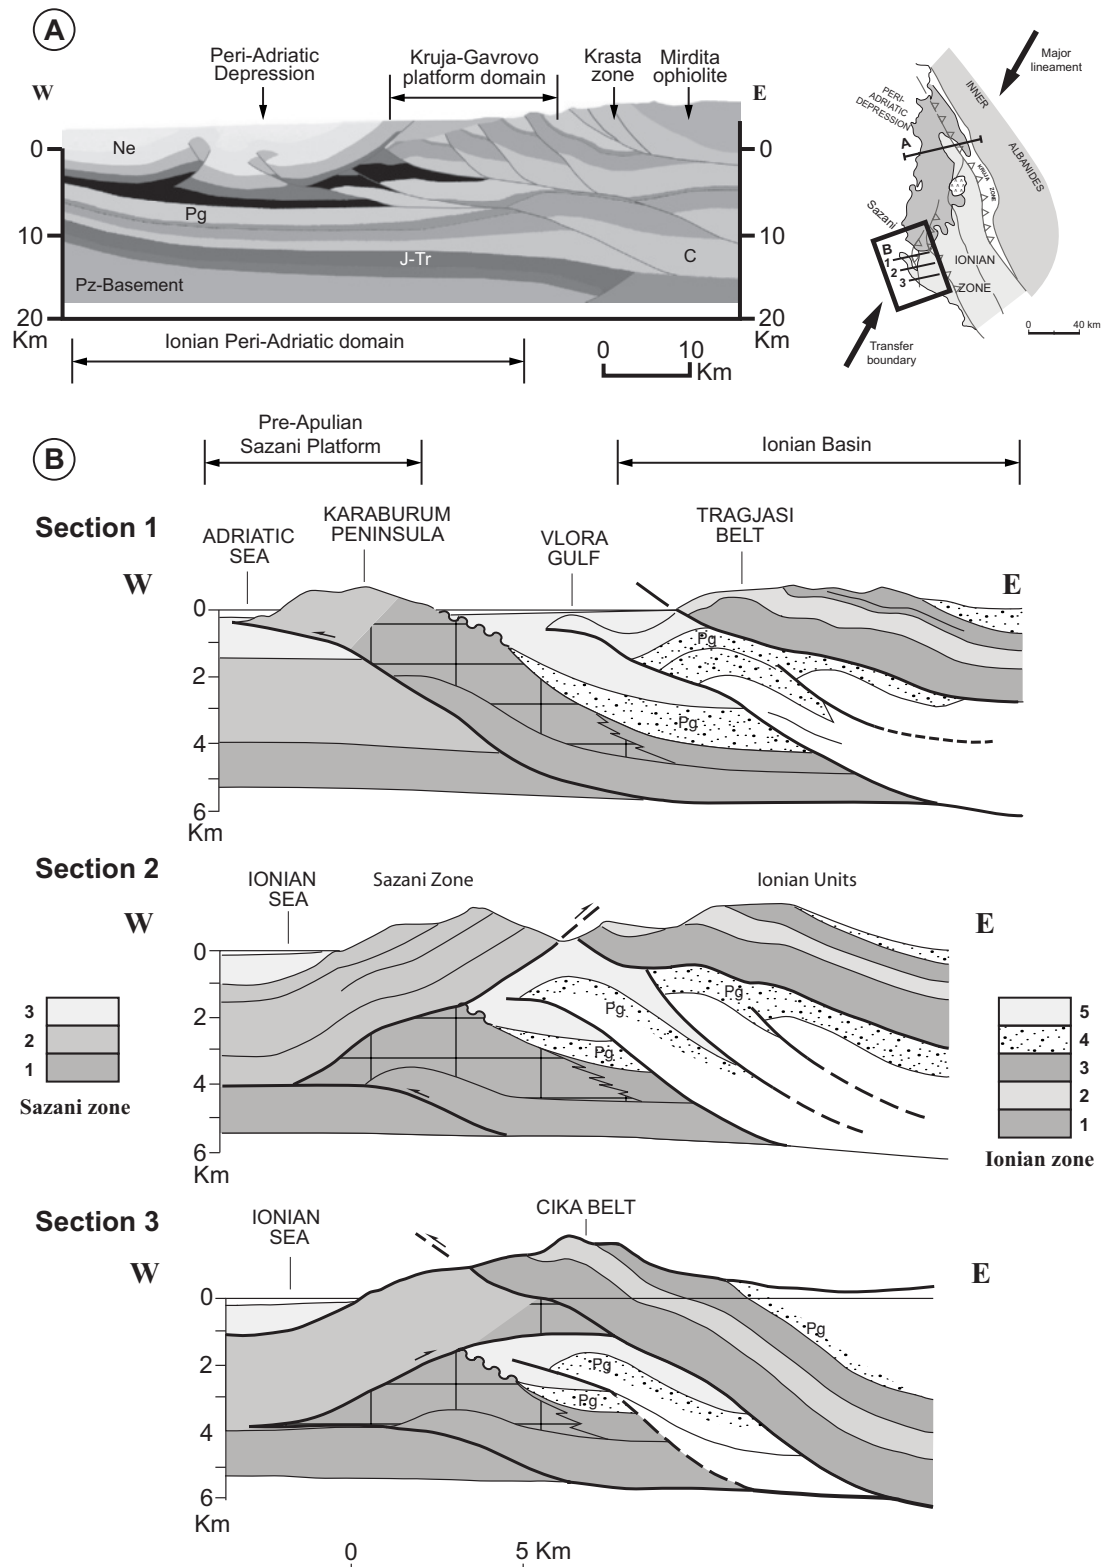 A
Peri-Adriatic
Depression
Kruja-Gavrovo
platform domain
Krasta
zone
Mirdita
ophiolite
W
E
Ne
0
0
Pg
10
10
J-Tr
C
Pz-Basement
20
Km
20
Km
Ionian Peri-Adriatic domain
0
10
Km
Major
lineament
INNER
ALBANIDES
PERI-
ADRIATIC
DEPRESSION
A
KRUJA
ZONE
Sazani
B
1
2
3
IONIAN
ZONE
0
40 km
Transfer
boundary
B
Pre-Apulian
Sazani Platform
Ionian Basin
Section 1
ADRIATIC
SEA
KARABURUM
PENINSULA
VLORA
GULF
TRAGJASI
BELT
W
E
0
2
4
6
Km
Pg
Pg
Section 2
IONIAN
SEA
Sazani Zone
Ionian Units
W
E
0
2
4
6
Km
Pg
Pg
Pg
3
2
1
Sazani zone
5
4
3
2
1
Ionian zone
Section 3
IONIAN
SEA
CIKA BELT
W
E
0
2
4
6
Km
Pg
Pg
Pg
0
5 Km